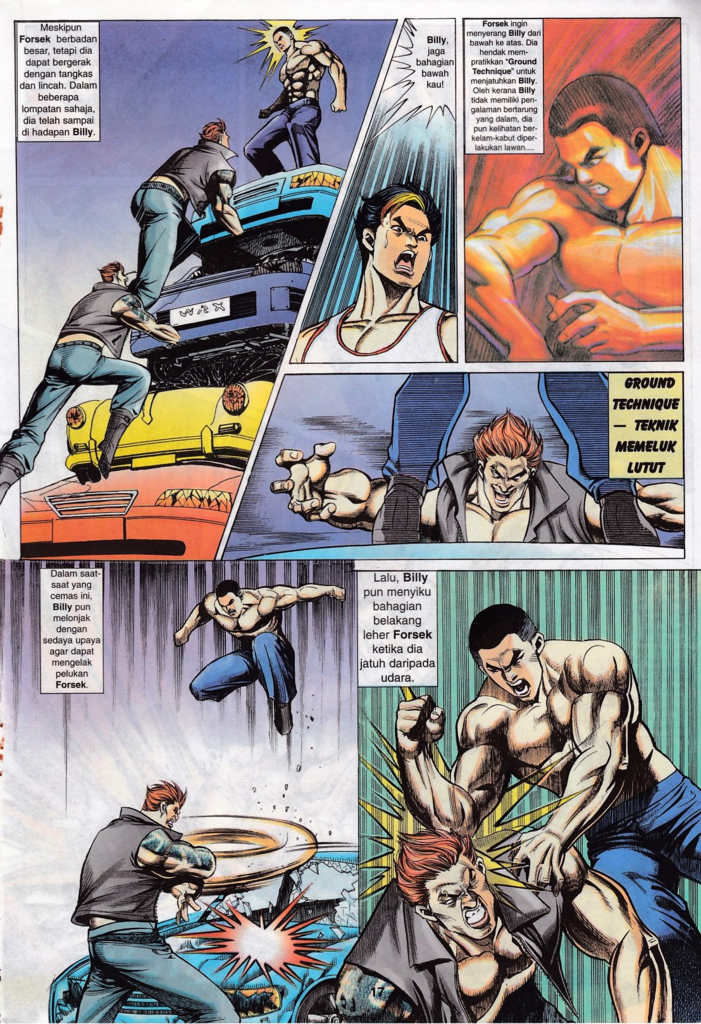 Meskipun
Forsek berbadan
besar, tetapi dia
dapat bergerak
dengan tangkas
dan lincah. Dalam
beberapa
lompatan sahaja,
dia telah sampai
di hadapan Billy.
Billy,
jaga
bahagian
bawah
kau!
Forsek ingin
menyerang Billy dari
bawah ke atas. Dia
hendak mem-
pratikkan "Ground
Technique" untuk
menjatuhkan Billy.
Oleh kerana Billy
tidak memiliki pen-
galaman bertarung
yang dalam, dia
pun kelihatan ber-
kelam-kabut diper-
lakukan lawan....
GROUND
TECHNIQUE
— TEKNIK
MEMELUK
LUTUT
Dalam saat-
saat yang
cemas ini,
Billy pun
melonjak
dengan
sedaya upaya
agar dapat
mengelak
pelukan
Forsek.
Lalu, Billy
pun menyiku
bahagian
belakang
leher Forsek
ketika dia
jatuh daripada
udara.
17